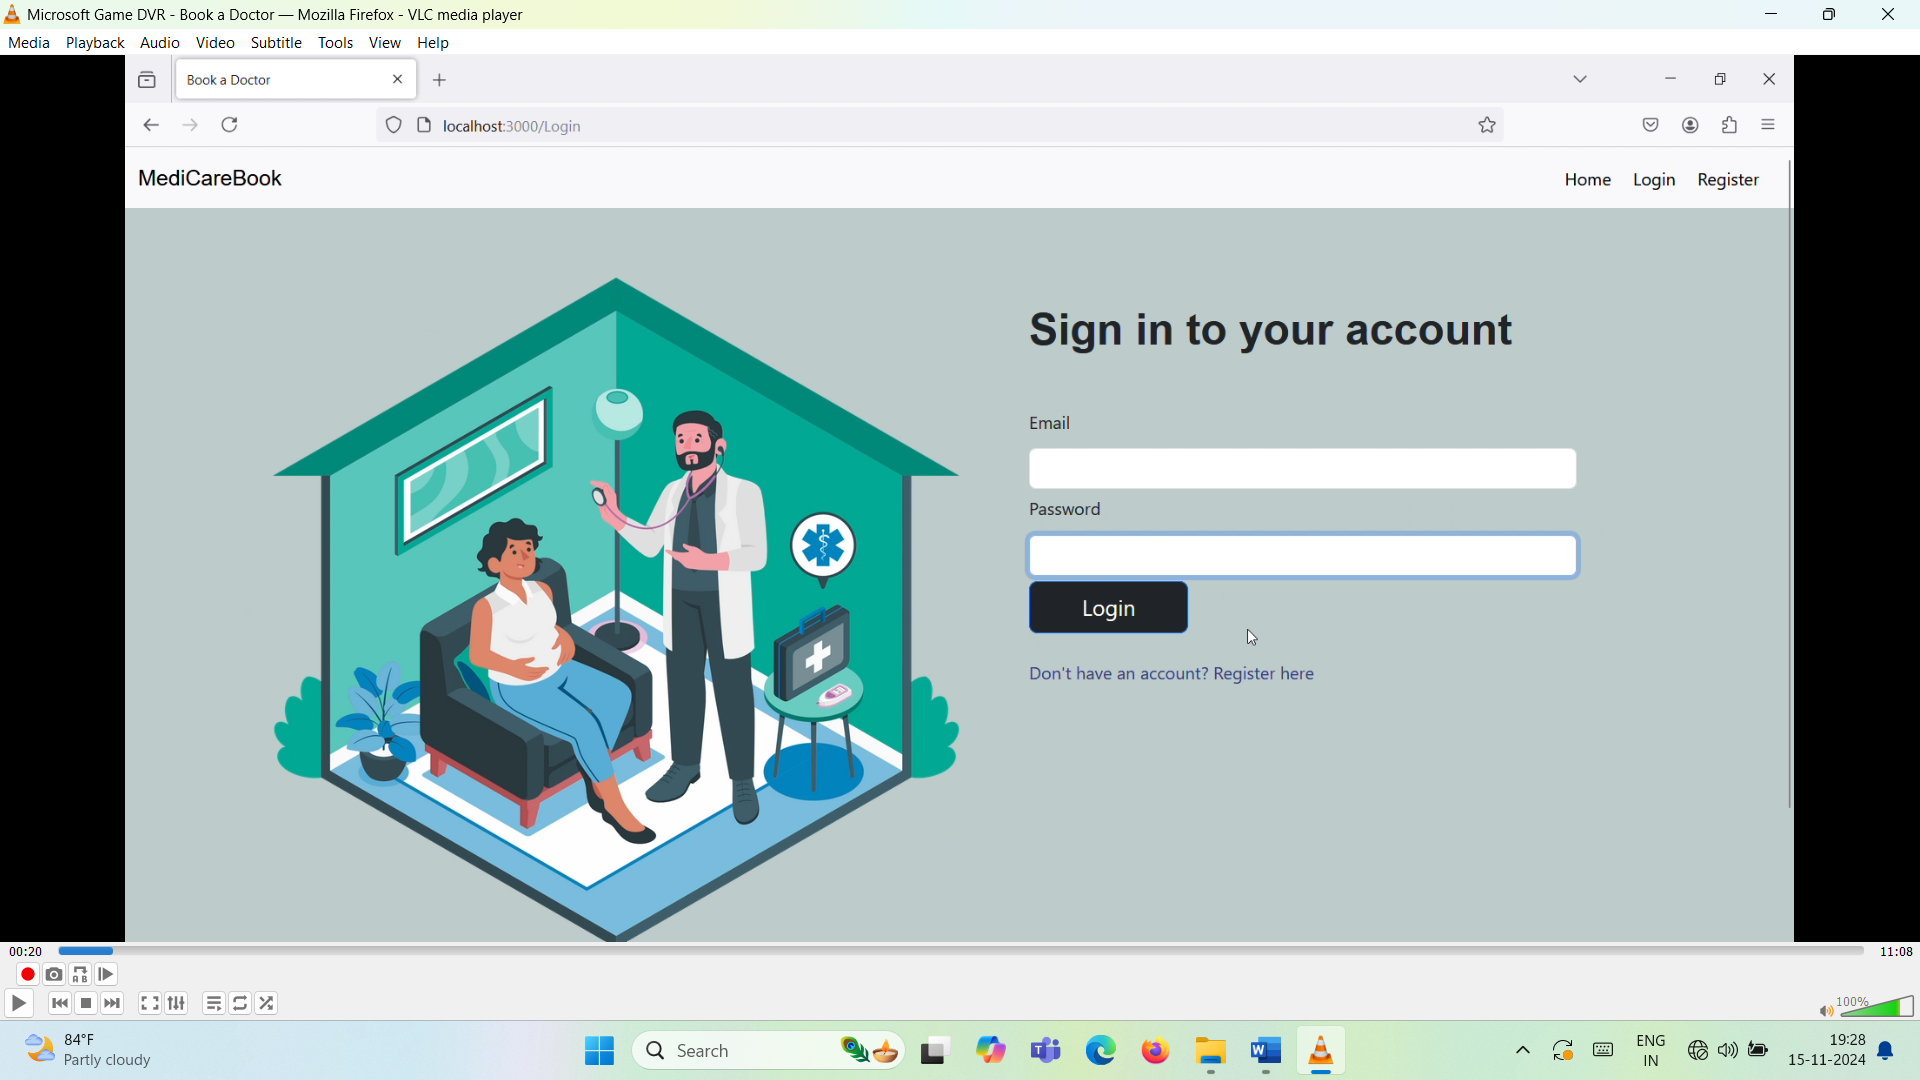 Microsoft Game DVR - Book a Doctor — Mozilla Firefox - VLC media player
Media Playback Audio Video Subtitle Tools View Help
Book a Doctor
localhost:3000/Login
MediCareBook
Home Login Register
Sign in to your account
Email
Password
Login
Don't have an account? Register here
00:20 11:08
A B
100%
84°F
Partly cloudy
Search
ENG
IN
19:28
15-11-2024